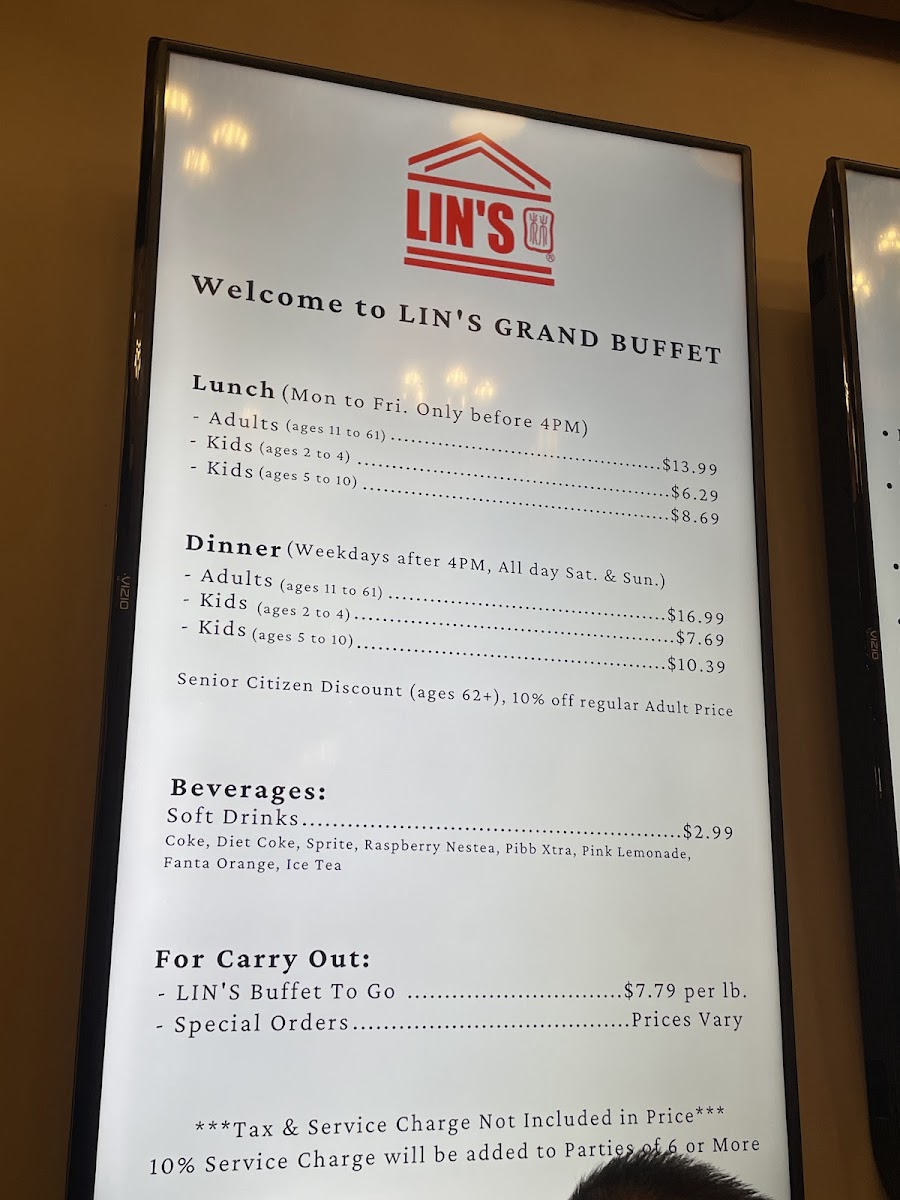 LIN'S
®
Welcome to LIN'S GRAND BUFFET
Lunch (Mon to Fri. Only before 4PM)
- Adults (ages 11 to 61) ............................................$13.99
- Kids (ages 2 to 4) ..................................................$6.29
- Kids (ages 5 to 10) .................................................$8.69
Dinner (Weekdays after 4PM, All day Sat. & Sun.)
- Adults (ages 11 to 61) ............................................$16.99
- Kids (ages 2 to 4)....................................................$7.69
- Kids (ages 5 to 10)..................................................$10.39
Senior Citizen Discount (ages 62+), 10% off regular Adult Price
Beverages:
Soft Drinks......................................................$2.99
Coke, Diet Coke, Sprite, Raspberry Nestea, Pibb Xtra, Pink Lemonade,
Fanta Orange, Ice Tea
For Carry Out:
- LIN'S Buffet To Go .............................$7.79 per lb.
- Special Orders.....................................Prices Vary
***Tax & Service Charge Not Included in Price***
10% Service Charge will be added to Parties of 6 or More
VIZIO
VIZIO